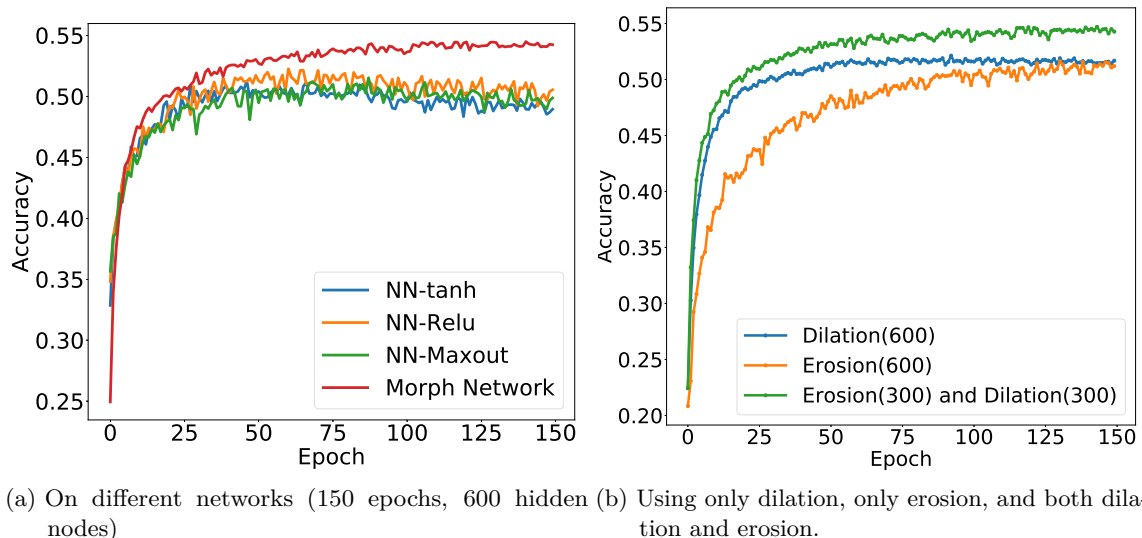 0.55
0.50
0.45
0.40
0.35
0.30
0.25
Accuracy
0 25 50 75 100 125 150
Epoch
NN-tanh
NN-Relu
NN-Maxout
Morph Network
0.55
0.50
0.45
0.40
0.35
0.30
0.25
0.20
Accuracy
0 25 50 75 100 125 150
Epoch
Dilation(600)
Erosion(600)
Erosion(300) and Dilation(300)
(a) On different networks (150 epochs, 600 hidden
nodes)
(b) Using only dilation, only erosion, and both dila-
tion and erosion.